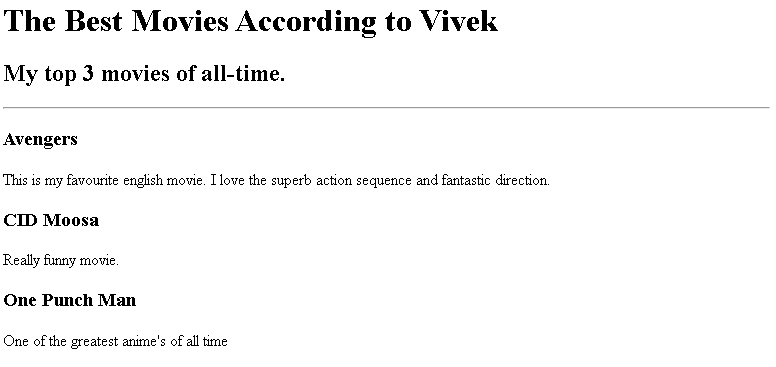 The Best Movies According to Vivek
My top 3 movies of all-time.
Avengers
This is my favourite english movie. I love the superb action sequence and fantastic direction.
CID Moosa
Really funny movie.
One Punch Man
One of the greatest anime's of all time